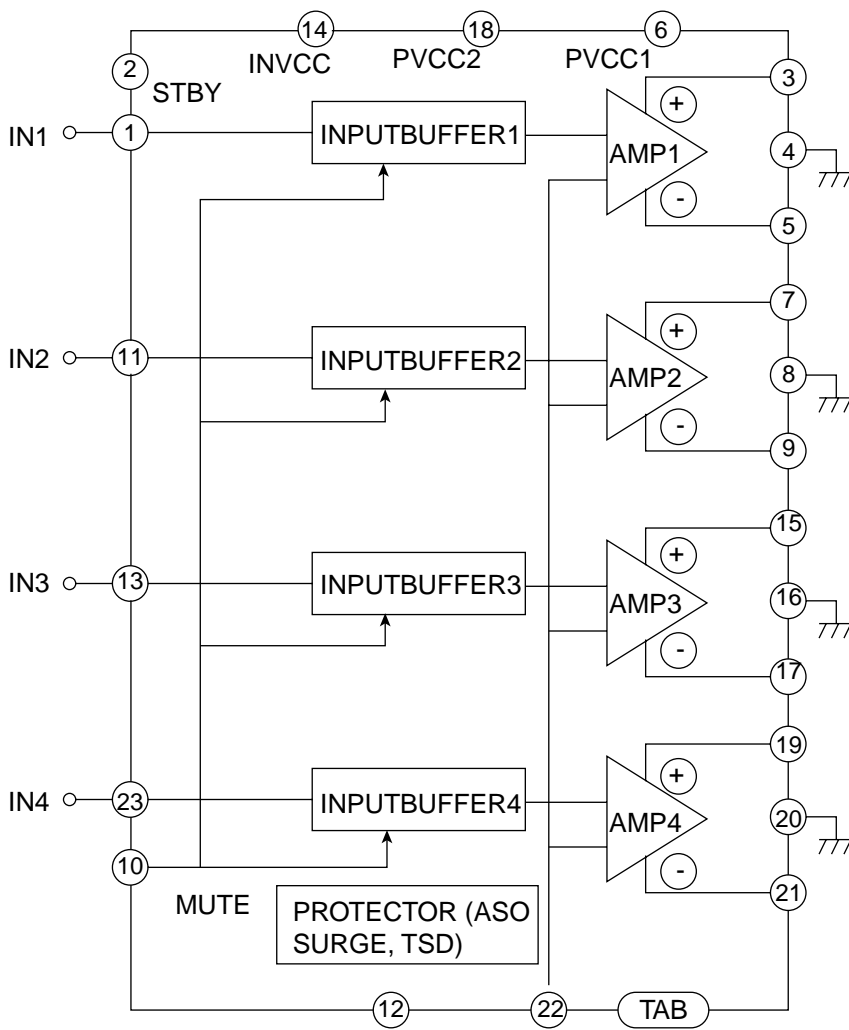 14
18
6
2
INVCC
PVCC2
PVCC1
STBY
3
+
IN1
1
INPUTBUFFER1
AMP1
4
-
5
7
+
IN2
11
INPUTBUFFER2
AMP2
8
-
9
15
+
IN3
13
INPUTBUFFER3
AMP3
16
-
17
19
+
IN4
23
INPUTBUFFER4
AMP4
20
10
-
21
MUTE
PROTECTOR (ASO
SURGE, TSD)
12
22
TAB